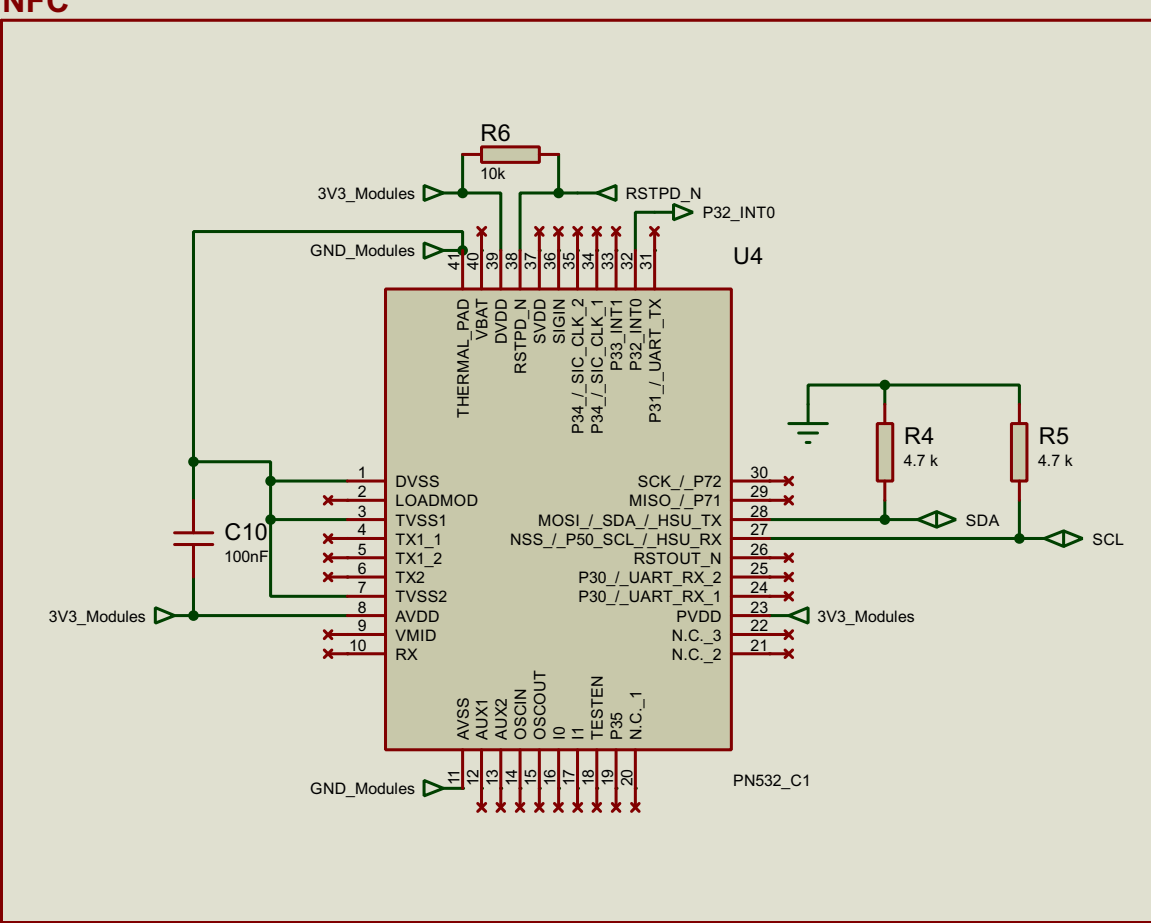 NFC
R6
10k
3V3_Modules
RSTPD_N
P32_INT0
GND_Modules
U4
41
40
39
38
37
36
35
34
33
32
31
THERMAL_PAD
VBAT
DVDD
RSTPD_N
SVDD
SIGIN
P34_/_SIC_CLK_2
P34_/_SIC_CLK_1
P33_INT1
P32_INT0
P31_/_UART_TX
R4
4.7 k
R5
4.7 k
1 DVSS
2 LOADMOD
3 TVSS1
4 TX1_1
5 TX1_2
6 TX2
7 TVSS2
8 AVDD
9 VMID
10 RX
C10
100nF
3V3_Modules
SCK_/_P72 30
MISO_/_P71 29
MOSI_/_SDA_/_HSU_TX 28
NSS_/_P50_SCL_/_HSU_RX 27
RSTOUT_N 26
P30_/_UART_RX_2 25
P30_/_UART_RX_1 24
PVDD 23
N.C._3 22
N.C._2 21
SDA
SCL
3V3_Modules
AVSS
AUX1
AUX2
OSCIN
OSCOUT
I0
I1
TESTEN
P35
N.C._1
11
12
13
14
15
16
17
18
19
20
GND_Modules
PN532_C1